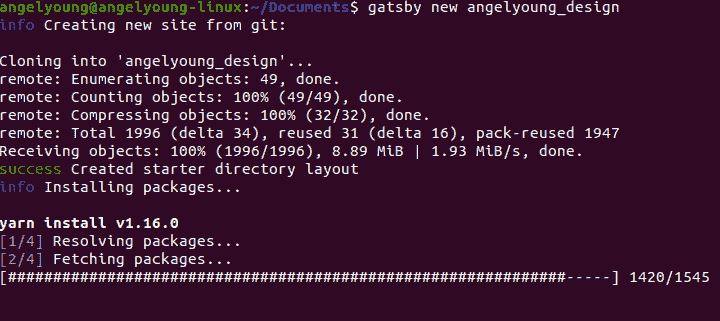 angelyoung@angelyoung-linux:~/Documents$ gatsby new angelyoung_design
info Creating new site from git:
Cloning into 'angelyoung_design'...
remote: Enumerating objects: 49, done.
remote: Counting objects: 100% (49/49), done.
remote: Compressing objects: 100% (32/32), done.
remote: Total 1996 (delta 34), reused 31 (delta 16), pack-reused 1947
Receiving objects: 100% (1996/1996), 8.89 MiB | 1.93 MiB/s, done.
success Created starter directory layout
info Installing packages...
yarn install v1.16.0
[1/4] Resolving packages...
[2/4] Fetching packages...
[##############################################################-----] 1420/1545